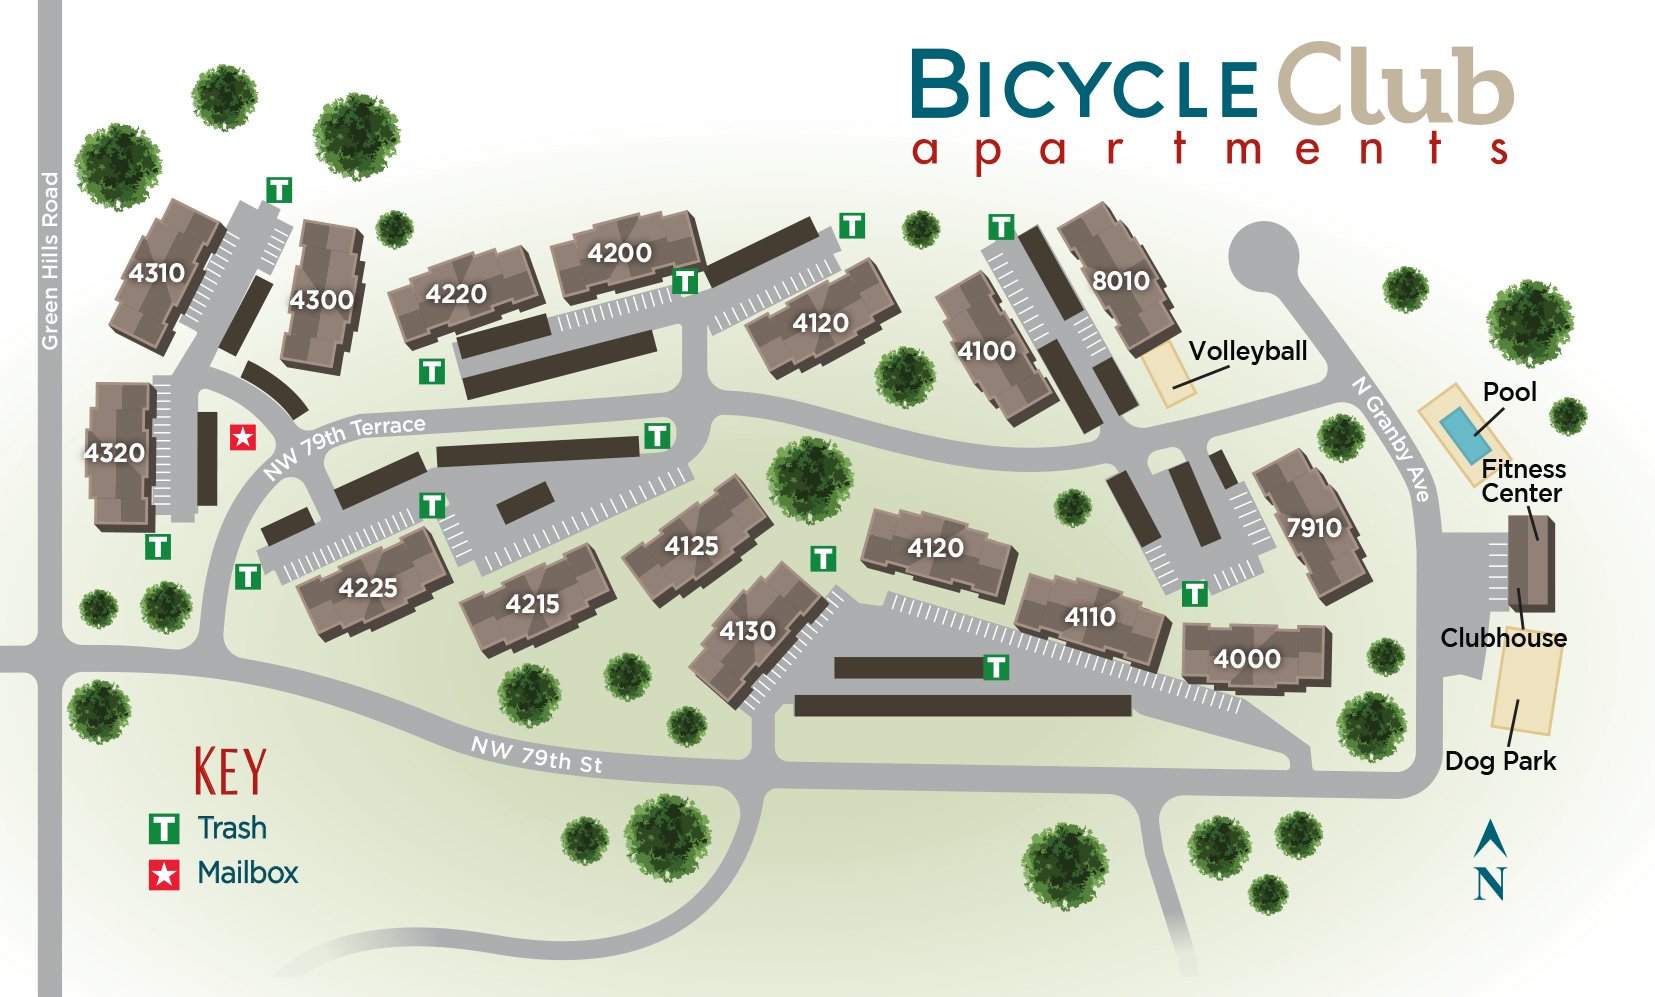 BICYCLE Club
apartments
Green Hills Road
T
4310
4300
4220
4200
T
T
4120
T
T
8010
4100
Volleyball
4320
NW 79th Terrace
T
T
T
T
4225
4215
4125
4130
T
4120
4110
T
4000
T
7910
N Granby Ave
Pool
Fitness
Center
Clubhouse
Dog Park
NW 79th St
KEY
T Trash
Mailbox
N